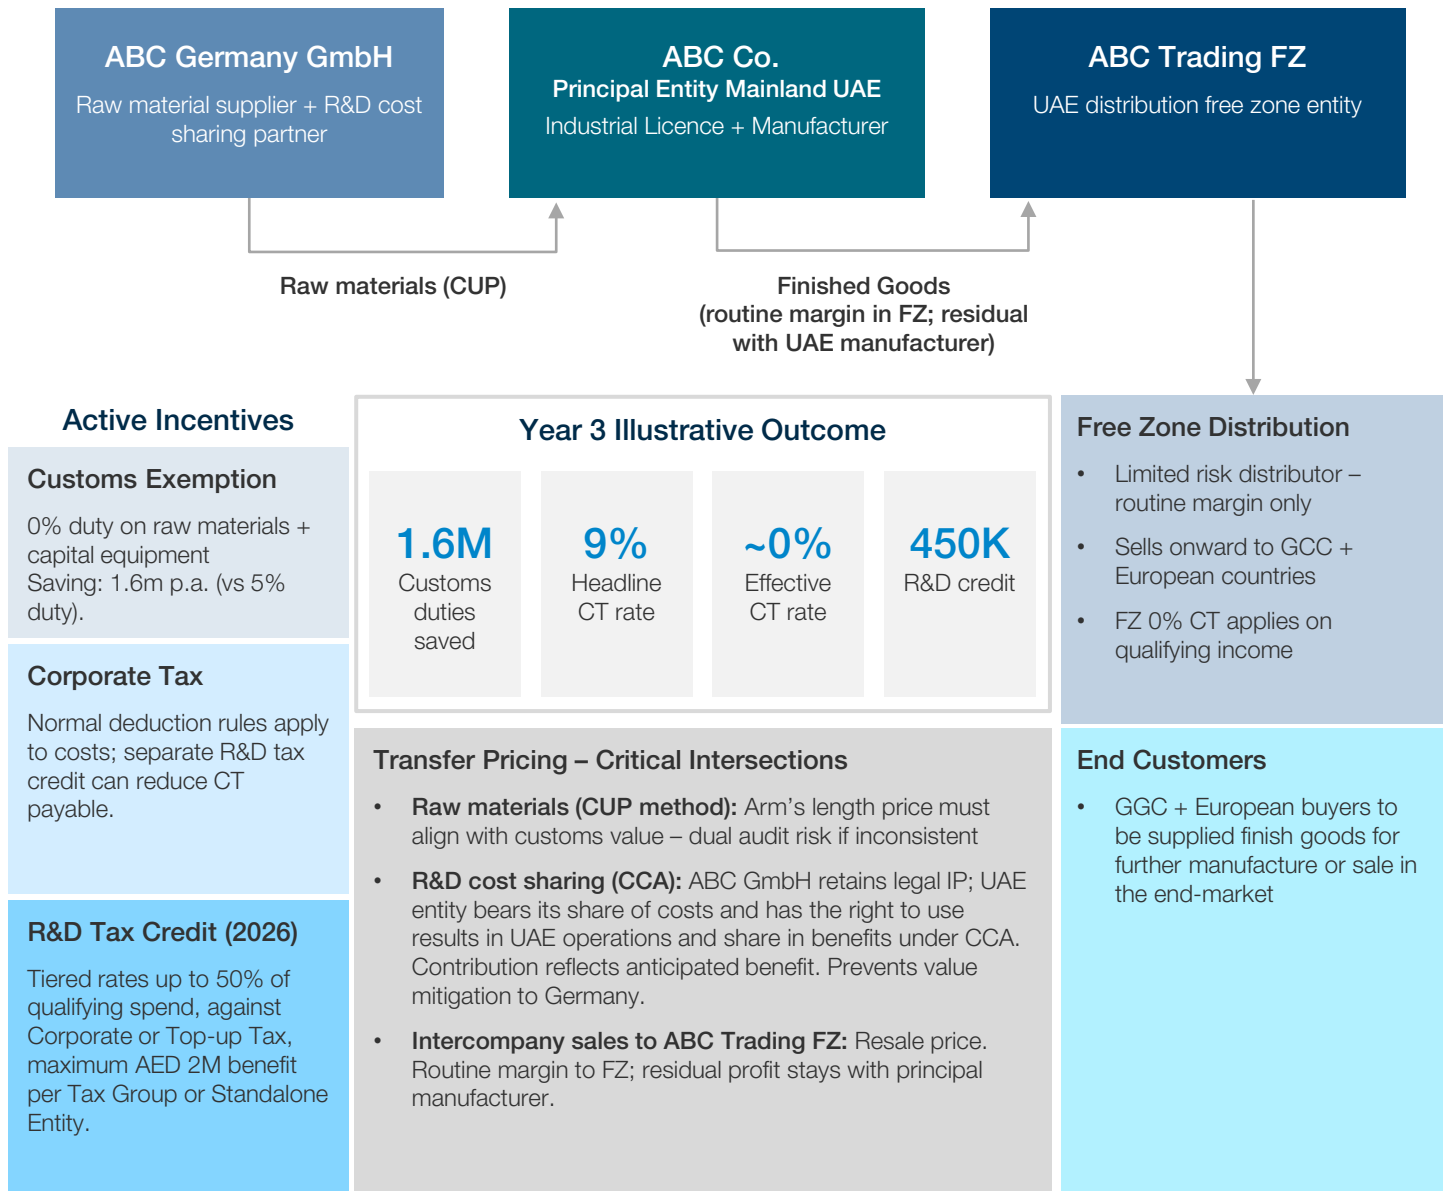 ABC Germany GmbH
Raw material supplier + R&D cost
sharing partner
ABC Co.
Principal Entity Mainland UAE
Industrial Licence + Manufacturer
ABC Trading FZ
UAE distribution free zone entity
Raw materials (CUP)
Finished Goods
(routine margin in FZ; residual
with UAE manufacturer)
Active Incentives
Customs Exemption
0% duty on raw materials +
capital equipment
Saving: 1.6m p.a. (vs 5%
duty).
Corporate Tax
Normal deduction rules apply
to costs; separate R&D tax
credit can reduce CT
payable.
R&D Tax Credit (2026)
Tiered rates up to 50% of
qualifying spend, against
Corporate or Top-up Tax,
maximum AED 2M benefit
per Tax Group or Standalone
Entity.
Year 3 Illustrative Outcome
1.6M
Customs
duties
saved
9%
Headline
CT rate
~0%
Effective
CT rate
450K
R&D credit
Transfer Pricing – Critical Intersections
• Raw materials (CUP method): Arm's length price must
align with customs value – dual audit risk if inconsistent
• R&D cost sharing (CCA): ABC GmbH retains legal IP; UAE
entity bears its share of costs and has the right to use
results in UAE operations and share in benefits under CCA.
Contribution reflects anticipated benefit. Prevents value
mitigation to Germany.
• Intercompany sales to ABC Trading FZ: Resale price.
Routine margin to FZ; residual profit stays with principal
manufacturer.
Free Zone Distribution
• Limited risk distributor –
routine margin only
• Sells onward to GCC +
European countries
• FZ 0% CT applies on
qualifying income
End Customers
• GGC + European buyers to
be supplied finish goods for
further manufacture or sale in
the end-market